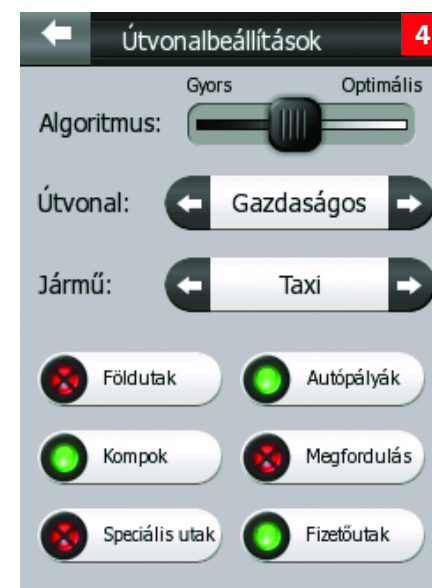 Útvonalbeállítások 4
Gyors Optimális
Algoritmus:
Útvonal: Gazdaságos
Jármű: Taxi
Földutak Autópályák
Kompok Megfordulás
Speciális utak Fizetőutak